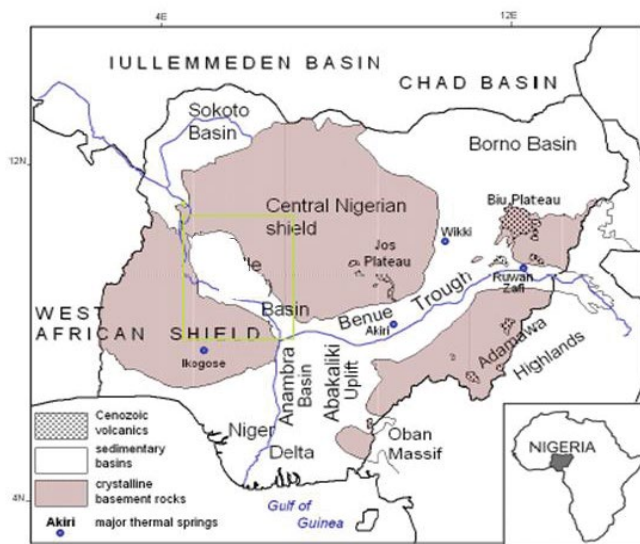 4E
12E
IULLEMMEDEN BASIN
CHAD BASIN
Sokoto
Basin
Borno Basin
12N
Biu Plateau
Central Nigerian
shield
Wikki
Jos
Plateau
Ruwan
Zafi
lle
Basin
Benue Trough
Akiri
WEST
AFRICAN SHIELD
Ikogose
Adamawa
Highlands
Anambra
Basin
Abakaliki
Uplift
Niger
Delta
Oban
Massif
Cenozoic
volcanics
sedimentary
basins
crystalline
basement rocks
Akiri major thermal springs
4N
Gulf of
Guinea
NIGERIA